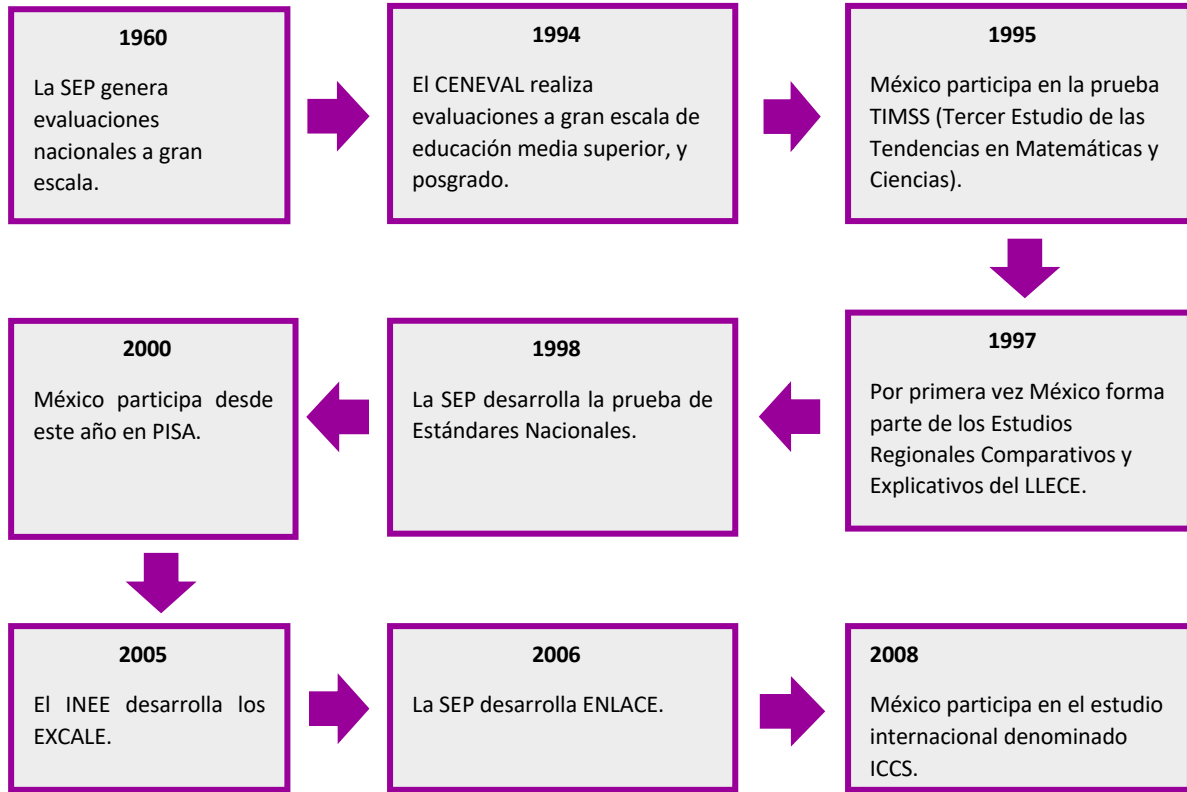 1960
La SEP genera
evaluaciones
nacionales a gran
escala.
1994
El CENEVAL realiza
evaluaciones a gran escala de
educación media superior, y
posgrado.
1995
México participa en la prueba
TIMSS (Tercer Estudio de las
Tendencias en Matemáticas y
Ciencias).
1997
Por primera vez México forma
parte de los Estudios
Regionales Comparativos y
Explicativos del LLECE.
1998
La SEP desarrolla la prueba de
Estándares Nacionales.
2000
México participa desde
este año en PISA.
2005
El INEE desarrolla los
EXCALE.
2006
La SEP desarrolla ENLACE.
2008
México participa en el estudio
internacional denominado
ICCS.